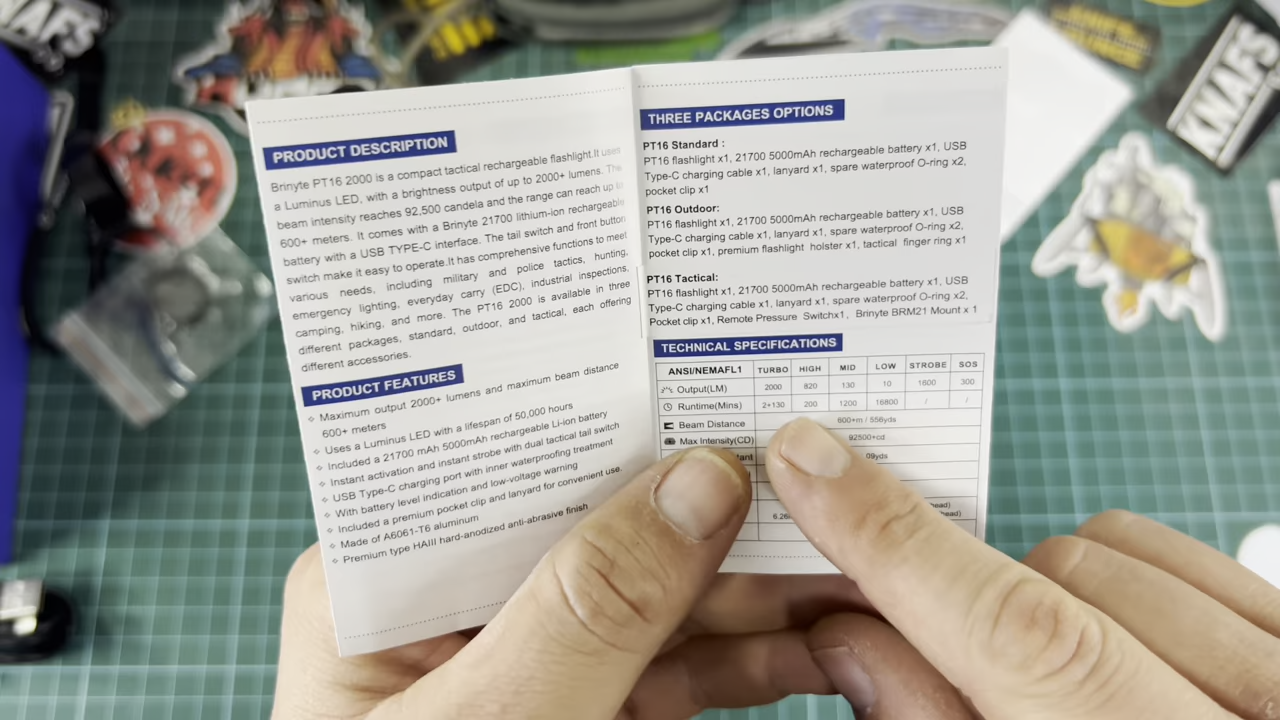 KNAFS
KNAFS
PRODUCT DESCRIPTION
Brinyte PT16 2000 is a compact tactical rechargeable flashlight.It uses
a Luminus LED, with a brightness output of up to 2000+ lumens. The
beam intensity reaches 92,500 candela and the range can reach up to
600+ meters. It comes with a Brinyte 21700 lithium-ion rechargeable
battery with a USB TYPE-C interface. The tail switch and front button
switch make it easy to operate.It has comprehensive functions to meet
various needs, including military and police tactics, hunting,
emergency lighting, everyday carry (EDC), industrial inspections,
camping, hiking, and more. The PT16 2000 is available in three
different packages, standard, outdoor, and tactical, each offering
different accessories.
PRODUCT FEATURES
Maximum output 2000+ lumens and maximum beam distance
600+ meters
Uses a Luminus LED with a lifespan of 50,000 hours
Included a 21700 mAh 5000mAh rechargeable Li-ion battery
Instant activation and instant strobe with dual tactical tail switch
USB Type-C charging port with inner waterproofing treatment
With battery level indication and low-voltage warning
Included a premium pocket clip and lanyard for convenient use.
Made of A6061-T6 aluminum
Premium type HAIII hard-anodized anti-abrasive finish
THREE PACKAGES OPTIONS
PT16 Standard :
PT16 flashlight x1, 21700 5000mAh rechargeable battery x1, USB
Type-C charging cable x1, lanyard x1, spare waterproof O-ring x2,
pocket clip x1
PT16 Outdoor:
PT16 flashlight x1, 21700 5000mAh rechargeable battery x1, USB
Type-C charging cable x1, lanyard x1, spare waterproof O-ring x2,
pocket clip x1, premium flashlight holster x1, tactical finger ring x1
PT16 Tactical:
PT16 flashlight x1, 21700 5000mAh rechargeable battery x1, USB
Type-C charging cable x1, lanyard x1, spare waterproof O-ring x2,
Pocket clip x1, Remote Pressure Switchx1, Brinyte BRM21 Mount x 1
TECHNICAL SPECIFICATIONS
ANSI/NEMAFL1 TURBO HIGH MID LOW STROBE SOS
Output(LM) 2000 820 130 10 1600 300
Runtime(Mins) 2+130 200 1200 16800 / /
Beam Distance 600+m / 556yds
Max Intensity(CD) 92500+cd
09yds